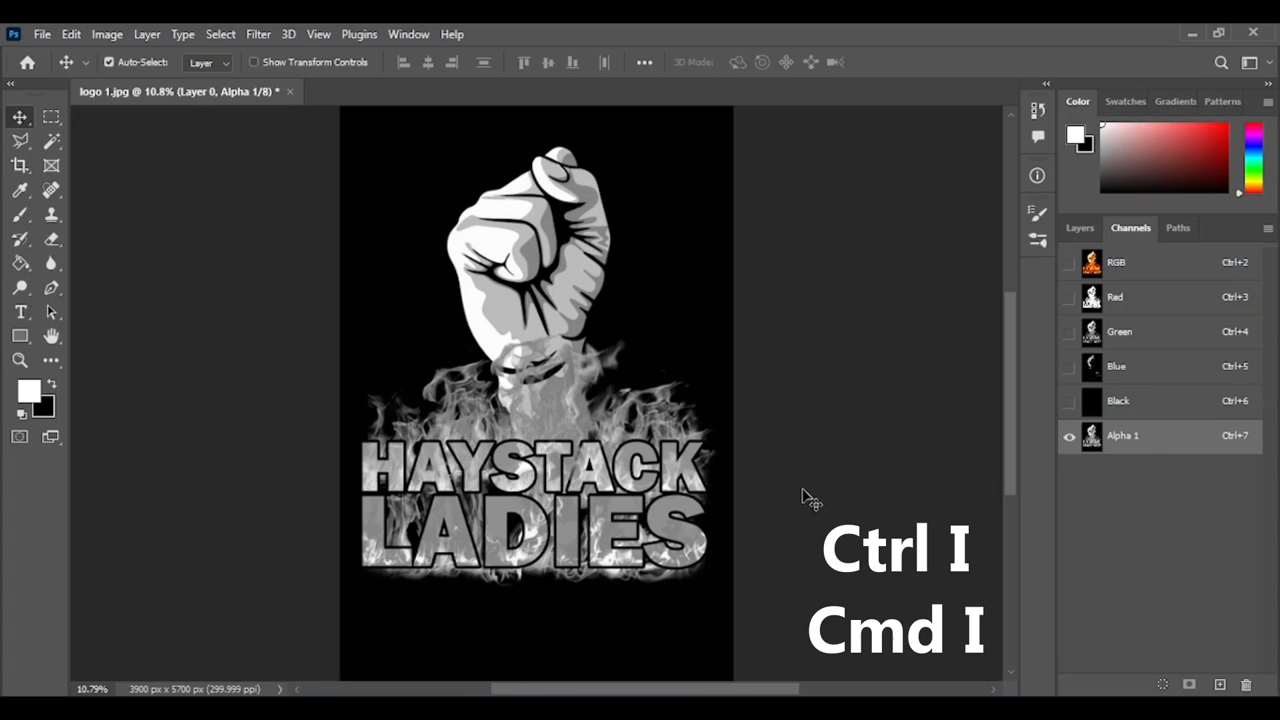 Ps File Edit Image Layer Type Select Filter 3D View Plugins Window Help
Auto-Select: Layer Show Transform Controls 3D Mode:
logo 1.jpg @ 10.8% (Layer 0, Alpha 1/8) *
Color Swatches Gradients Patterns
Layers Channels Paths
RGB Ctrl+2
Red Ctrl+3
Green Ctrl+4
Blue Ctrl+5
Black Ctrl+6
Alpha 1 Ctrl+7
HAYSTACK
LADIES
Ctrl I
Cmd I
10.79% 3900 px x 5700 px (299.999 ppi)